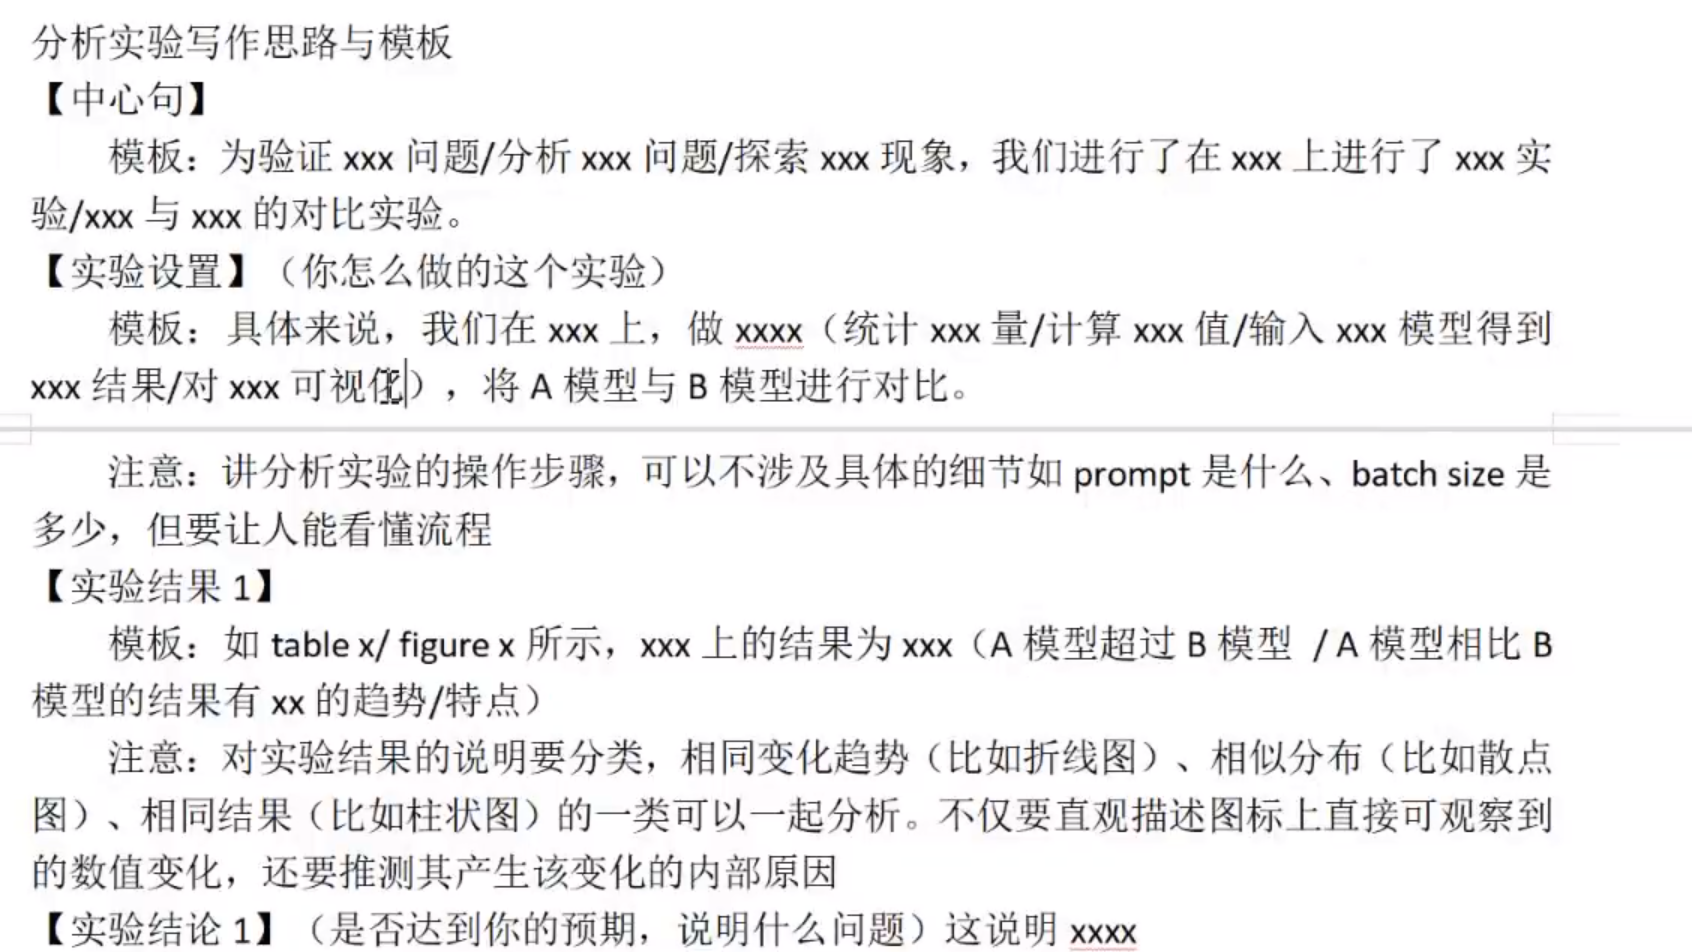 分析实验写作思路与模板
【中心句】
模板：为验证 xxx 问题/分析 xxx 问题/探索 xxx 现象，我们进行了在 xxx 上进行了 xxx 实
验/xxx 与 xxx 的对比实验。
【实验设置】（你怎么做的这个实验）
模板：具体来说，我们在 xxx 上，做 xxxx（统计 xxx 量/计算 xxx 值/输入 xxx 模型得到
xxx 结果/对 xxx 可视化），将 A 模型与 B 模型进行对比。
注意：讲分析实验的操作步骤，可以不涉及具体的细节如 prompt 是什么、batch size 是
多少，但要让人能看懂流程
【实验结果 1】
模板：如 table x/ figure x 所示，xxx 上的结果为 xxx（A 模型超过 B 模型 / A 模型相比 B
模型的结果有 xx 的趋势/特点）
注意：对实验结果的说明要分类，相同变化趋势（比如折线图）、相似分布（比如散点
图）、相同结果（比如柱状图）的一类可以一起分析。不仅要直观描述图标上直接可观察到
的数值变化，还要推测其产生该变化的内部原因
【实验结论 1】（是否达到你的预期，说明什么问题）这说明 xxxx